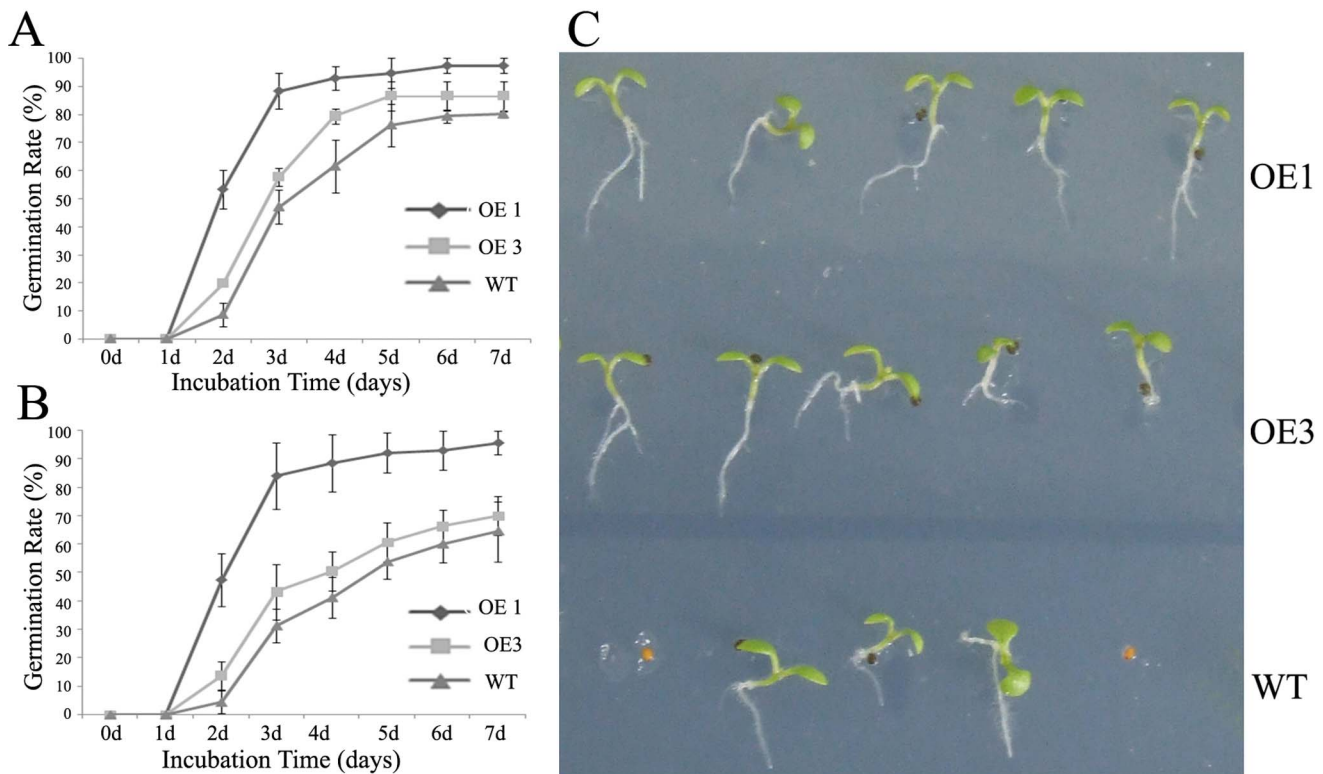 A
Germination Rate (%)
100
90
80
70
60
50
40
30
20
10
0
OE 1
OE 3
WT
0d 1d 2d 3d 4d 5d 6d 7d
Incubation Time (days)
B
Germination Rate (%)
100
90
80
70
60
50
40
30
20
10
0
OE 1
OE3
WT
0d 1d 2d 3d 4d 5d 6d 7d
Incubation Time (days)
C
OE1
OE3
WT